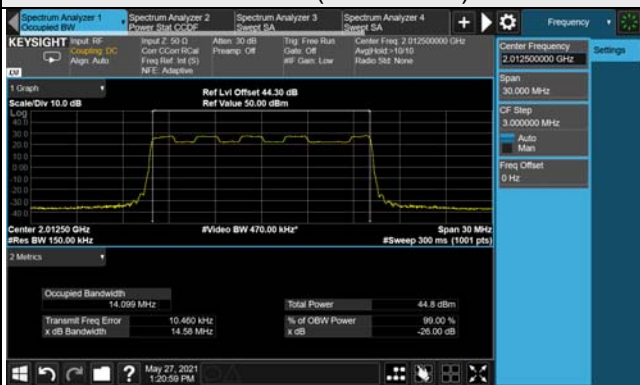 Spectrum Analyzer 1
Occupied BW
Spectrum Analyzer 2
Power Stat CCDF
Spectrum Analyzer 3
Swept SA
Spectrum Analyzer 4
Swept SA
Frequency
KEYSIGHT
Input: RF
Coupling: DC
Align: Auto
Input Z: 50 Ω
Corr CCorr RCal
Freq Ref: Int (S)
NFE: Adaptive
Atten: 30 dB
Preamp: Off
Trig: Free Run
Gate: Off
#IF Gain: Low
Center Freq: 2.012500000 GHz
Avg|Hold:>10/10
Radio Std: None
Center Frequency
2.012500000 GHz
Settings
Span
30.000 MHz
CF Step
3.000000 MHz
Auto
Man
Freq Offset
0 Hz
1 Graph
Scale/Div 10.0 dB
Ref Lvl Offset 44.30 dB
Ref Value 50.00 dBm
Log
40.0
30.0
20.0
10.0
0.00
-10.0
-20.0
-30.0
-40.0
Center 2.01250 GHz
#Res BW 150.00 kHz
#Video BW 470.00 kHz*
Span 30 MHz
#Sweep 300 ms (1001 pts)
2 Metrics
Occupied Bandwidth
14.099 MHz
Total Power 44.8 dBm
Transmit Freq Error 10.460 kHz
% of OBW Power 99.00 %
x dB Bandwidth 14.58 MHz
x dB -26.00 dB
May 27, 2021
1:20:59 PM